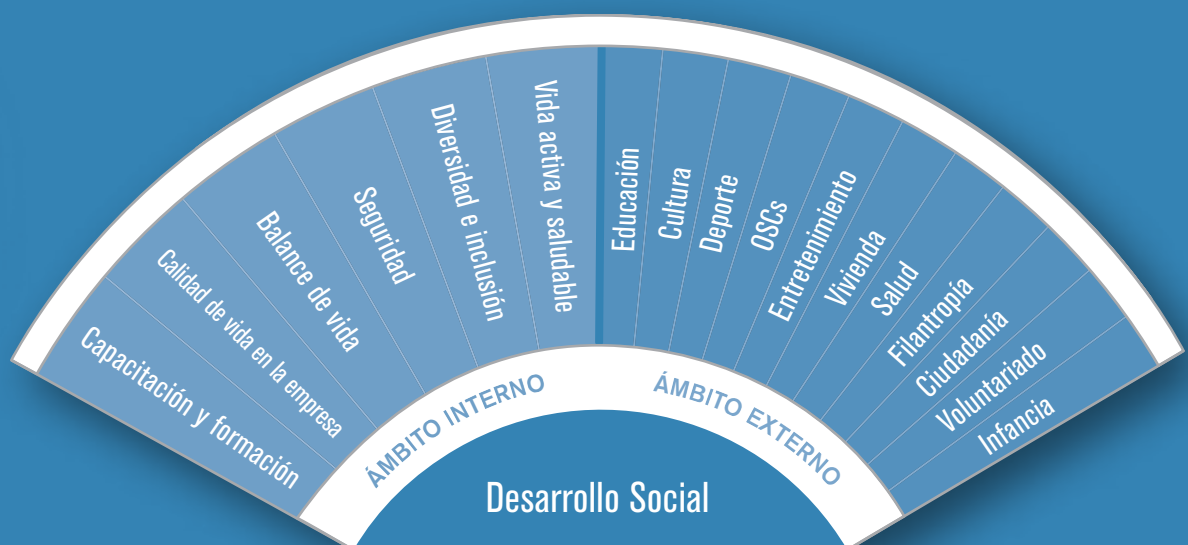 Capacitación y formación
Calidad de vida en la empresa
Balance de vida
Seguridad
Diversidad e inclusión
Vida activa y saludable
Educación
Cultura
Deporte
OSCs
Entretenimiento
Vivienda
Salud
Filantropía
Ciudadanía
Voluntariado
Infancia
ÁMBITO INTERNO
ÁMBITO EXTERNO
Desarrollo Social